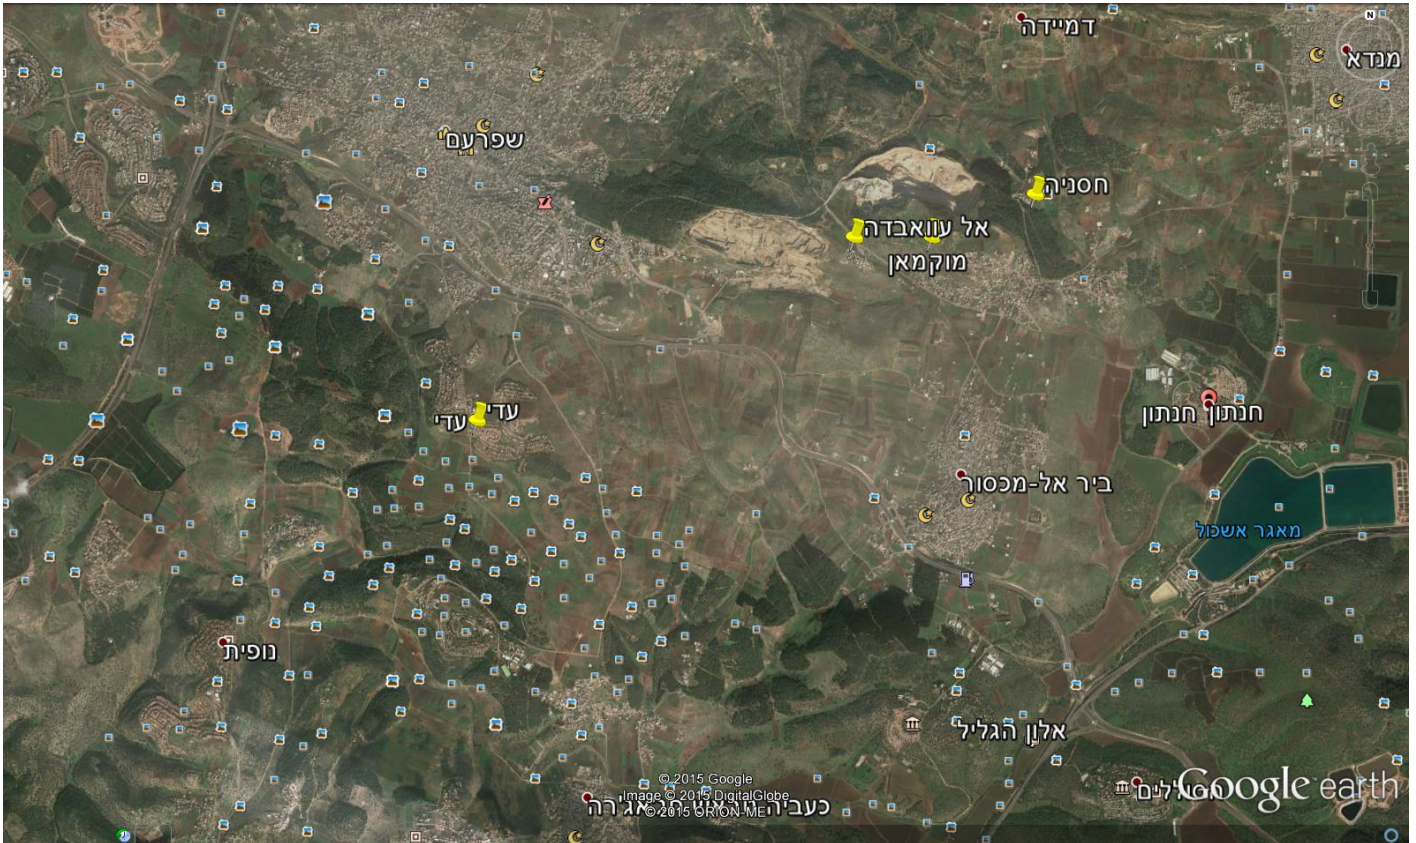 דמיידה
N
מנדא
שפרעם
חסניה
אל עוואבדה
מוקמאן
עדי
עדי
חנתון
חנתון
ביר אל-מכסור
מאגר אשכול
נופית
אלון הגליל
© 2015 Google
Image © 2015 DigitalGlobe
© 2015 ORION-ME
כעביה
Google earth